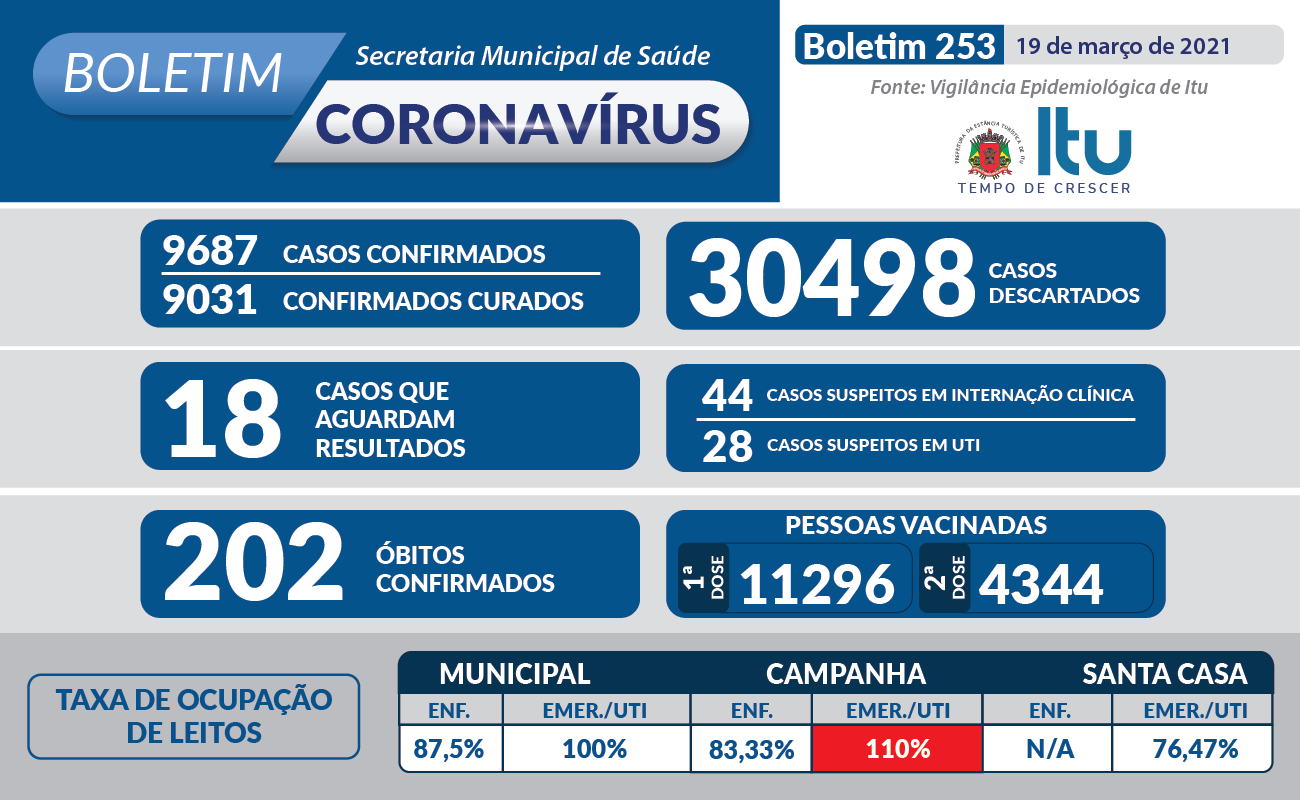 BOLETIM
Secretaria Municipal de Saúde
CORONAVÍRUS
Boletim 253 19 de março de 2021
Fonte: Vigilância Epidemiológica de Itu
PREFEITURA DA ESTÂNCIA TURÍSTICA DE ITU
Itu
TEMPO DE CRESCER
9687 CASOS CONFIRMADOS
9031 CONFIRMADOS CURADOS
30498 CASOS
DESCARTADOS
18 CASOS QUE
AGUARDAM
RESULTADOS
44 CASOS SUSPEITOS EM INTERNAÇÃO CLÍNICA
28 CASOS SUSPEITOS EM UTI
202 ÓBITOS
CONFIRMADOS
PESSOAS VACINADAS
1ª DOSE 11296 2ª DOSE 4344
TAXA DE OCUPAÇÃO
DE LEITOS
MUNICIPAL CAMPANHA SANTA CASA
ENF. EMER./UTI ENF. EMER./UTI ENF. EMER./UTI
87,5% 100% 83,33% 110% N/A 76,47%